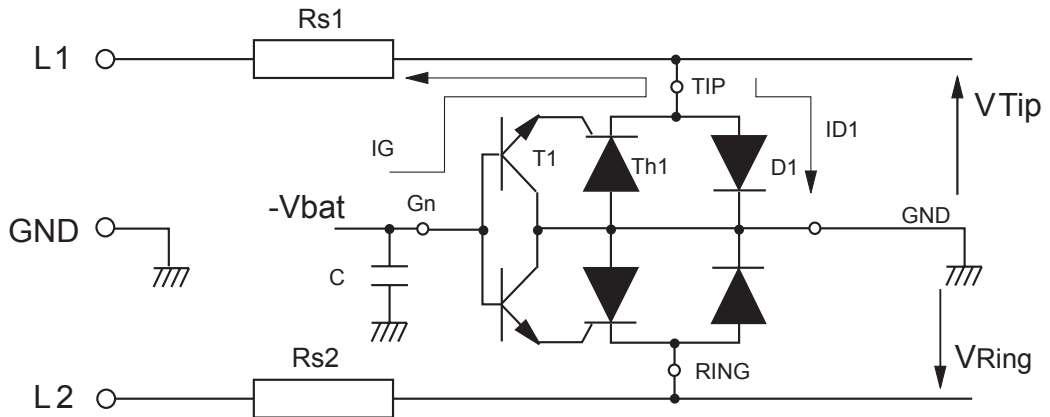 Rs1
L1
TIP
VTip
IG
T1
Th1
D1
ID1
-Vbat
Gn
GND
GND
C
Rs2
RING
VRing
L2